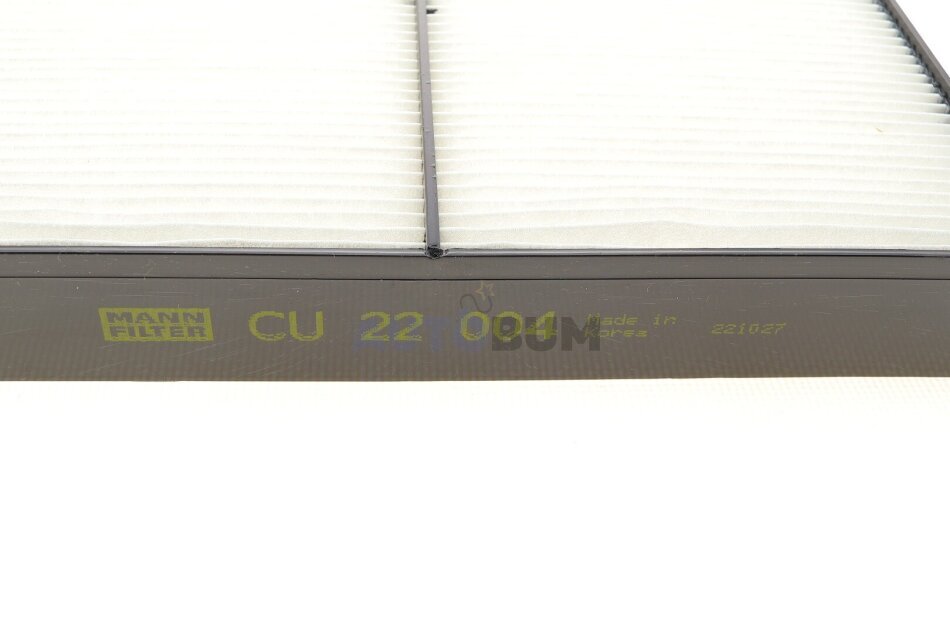 MANN
FILTER
CU 22 004
Made in
Korea
221027
AUTOBUM